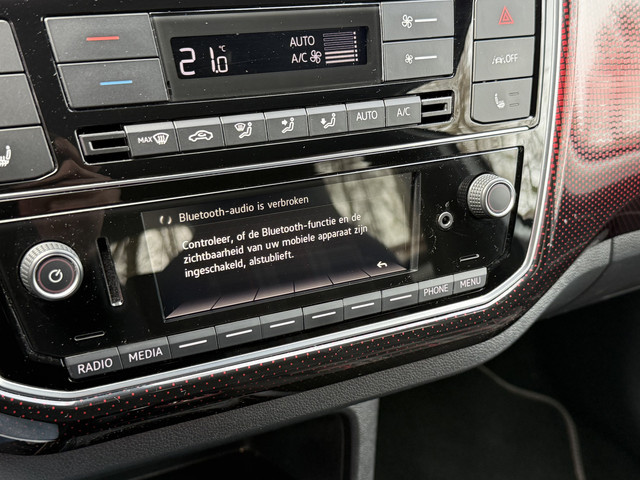 21.0 °C
AUTO
A/C
OFF
MAX
AUTO
A/C
Bluetooth-audio is verbroken
Controleer, of de Bluetooth-functie en de
zichtbaarheid van uw mobiele apparaat zijn
ingeschakeld, alstublieft.
RADIO
MEDIA
PHONE
MENU